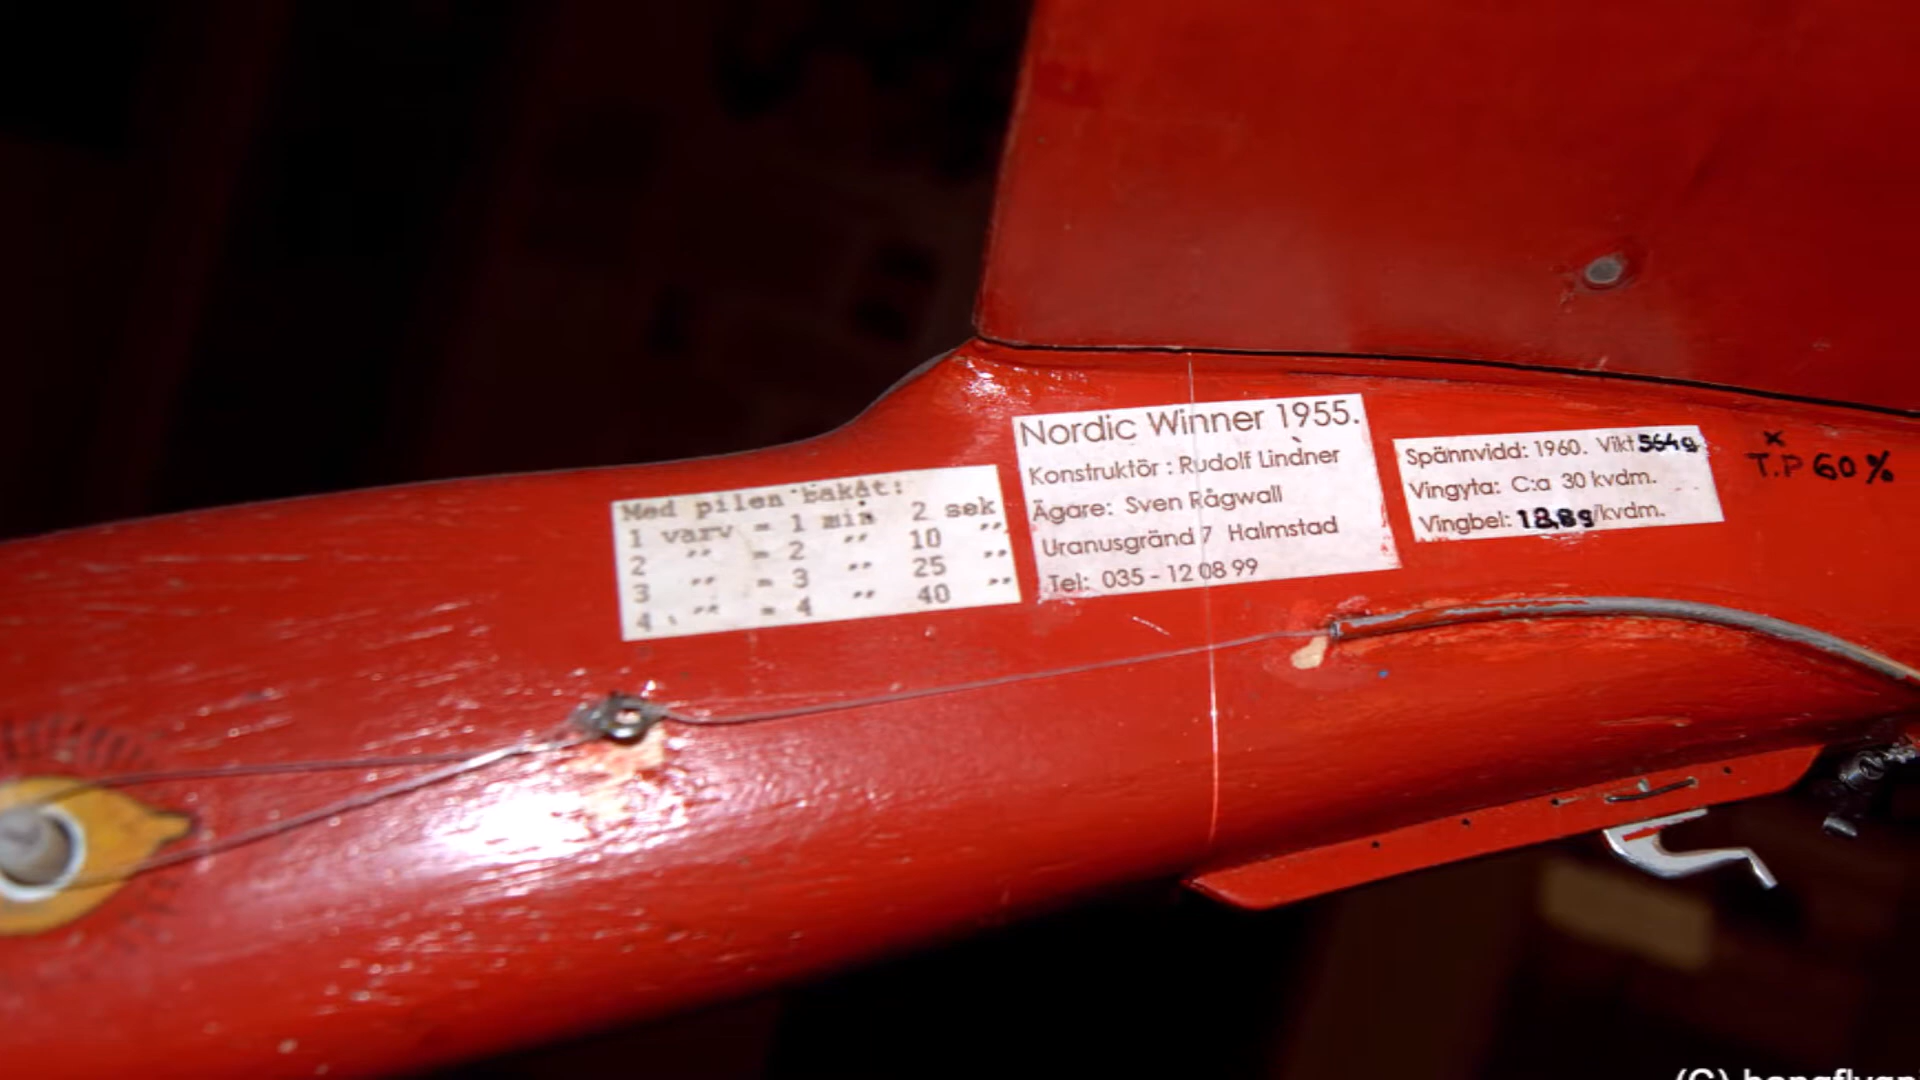 Med pilen bakåt:
1 varv = 1 min 2 sek
2 " = 2 " 10 "
3 " = 3 " 25 "
4 " = 4 " 40 "
Nordic Winner 1955.
Konstruktör : Rudolf Lindner
Ägare: Sven Rågwall
Uranusgränd 7 Halmstad
Tel: 035 - 12 08 99
Spännvidd: 1960. Vikt 564g
Vingyta: C:a 30 kvdm.
Vingbel: 18,8g/kvdm.
x
T.P 60%